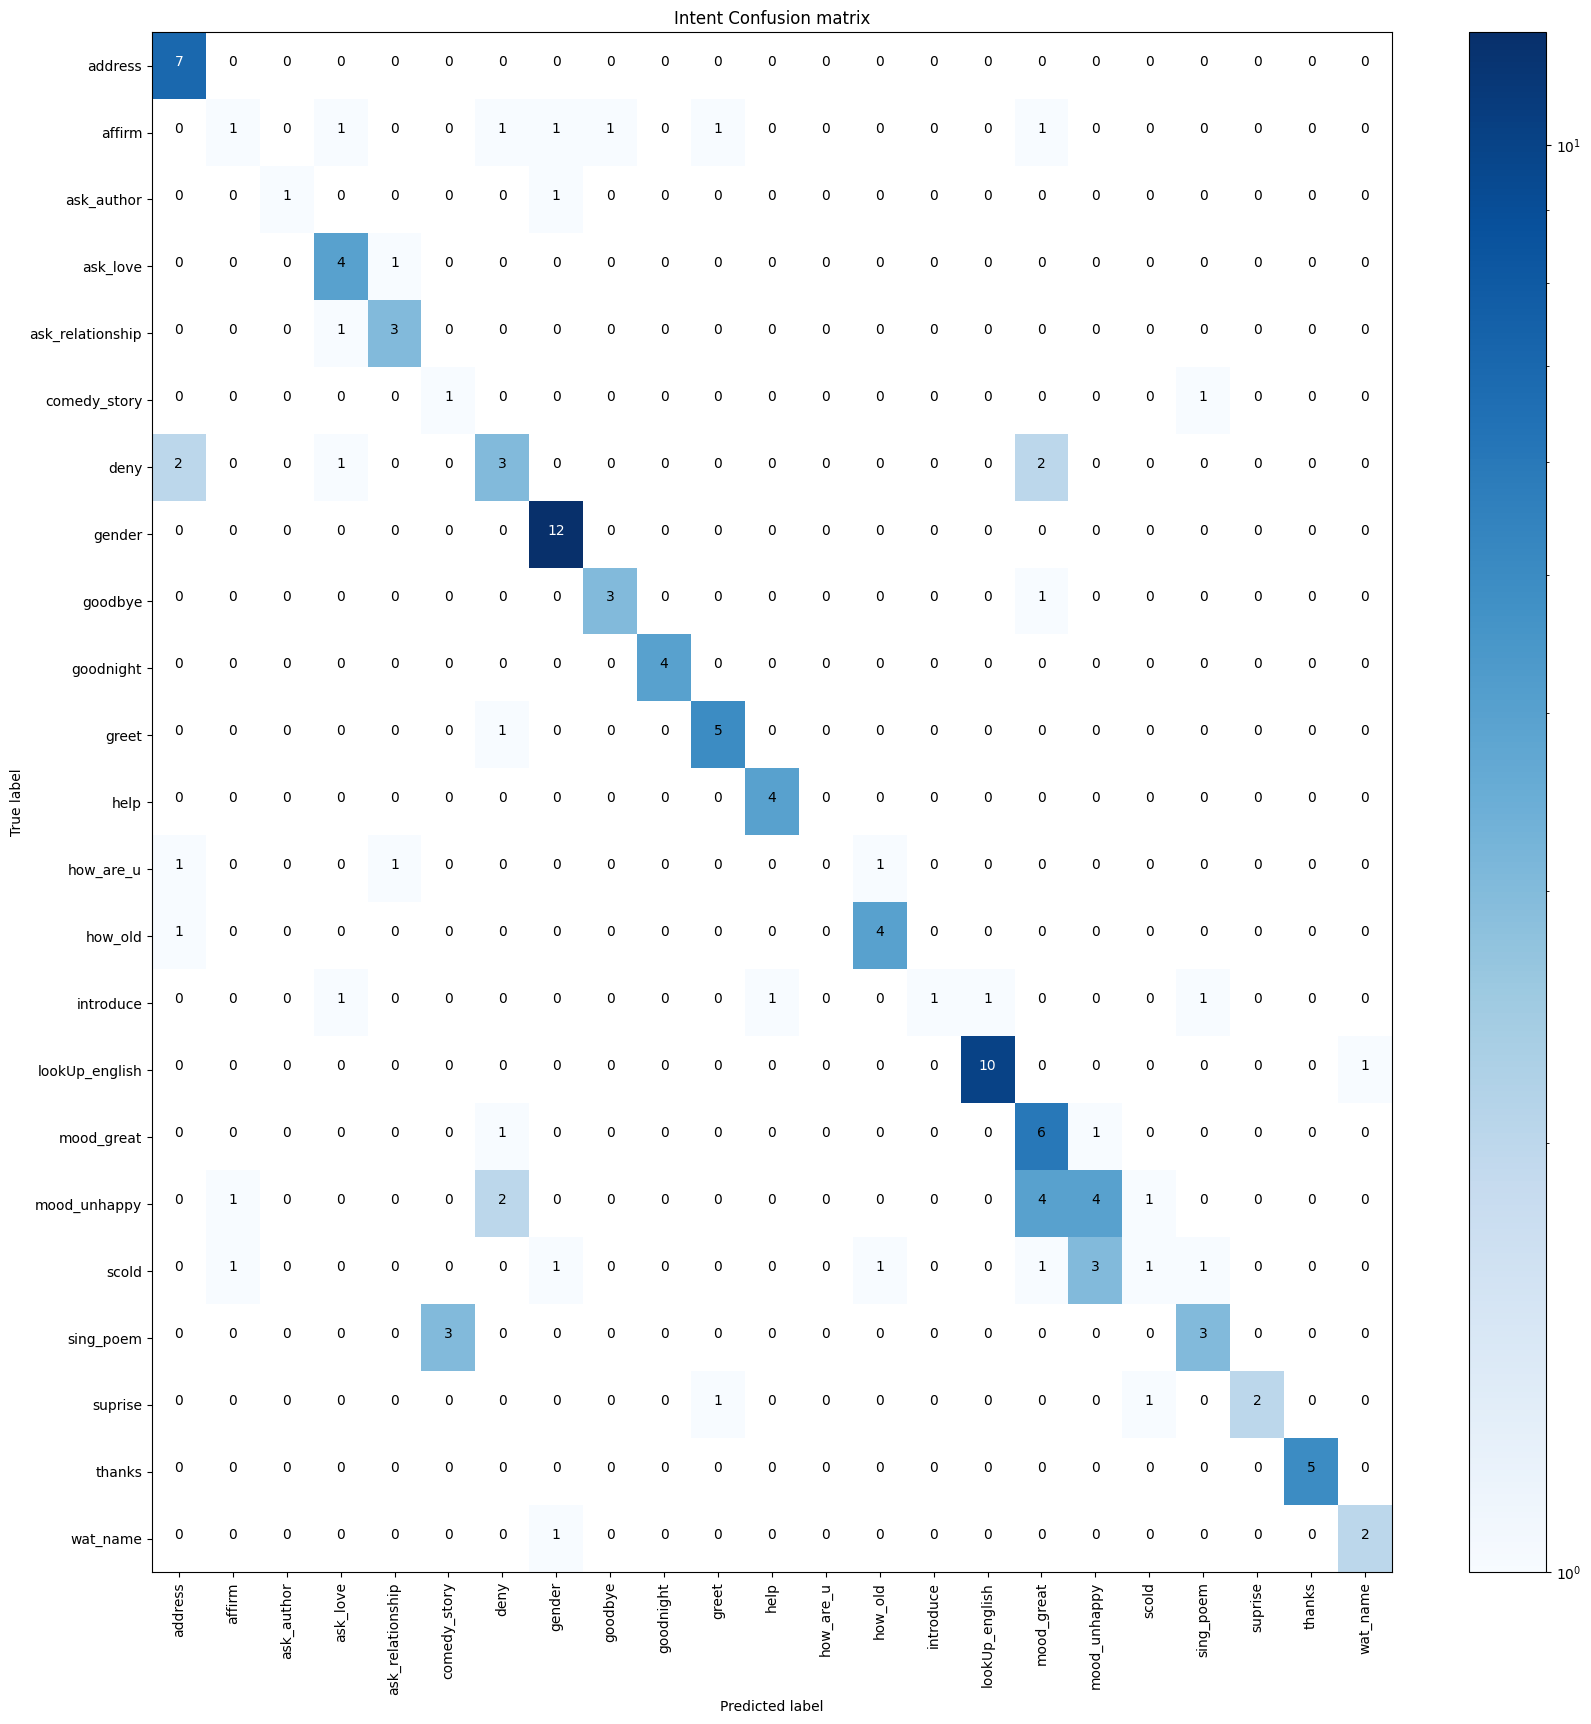 Intent Confusion matrix
address 7 0 0 0 0 0 0 0 0 0 0 0 0 0 0 0 0 0 0 0 0 0 0
affirm 0 1 0 1 0 0 1 1 1 0 1 0 0 0 0 0 1 0 0 0 0 0 0
ask_author 0 0 1 0 0 0 0 1 0 0 0 0 0 0 0 0 0 0 0 0 0 0 0
ask_love 0 0 0 4 1 0 0 0 0 0 0 0 0 0 0 0 0 0 0 0 0 0 0
ask_relationship 0 0 0 1 3 0 0 0 0 0 0 0 0 0 0 0 0 0 0 0 0 0 0
comedy_story 0 0 0 0 0 1 0 0 0 0 0 0 0 0 0 0 0 0 0 1 0 0 0
deny 2 0 0 1 0 0 3 0 0 0 0 0 0 0 0 0 2 0 0 0 0 0 0
gender 0 0 0 0 0 0 0 12 0 0 0 0 0 0 0 0 0 0 0 0 0 0 0
goodbye 0 0 0 0 0 0 0 0 3 0 0 0 0 0 0 0 1 0 0 0 0 0 0
goodnight 0 0 0 0 0 0 0 0 0 4 0 0 0 0 0 0 0 0 0 0 0 0 0
greet 0 0 0 0 0 0 1 0 0 0 5 0 0 0 0 0 0 0 0 0 0 0 0
help 0 0 0 0 0 0 0 0 0 0 0 4 0 0 0 0 0 0 0 0 0 0 0
how_are_u 1 0 0 0 1 0 0 0 0 0 0 0 0 1 0 0 0 0 0 0 0 0 0
how_old 1 0 0 0 0 0 0 0 0 0 0 0 0 4 0 0 0 0 0 0 0 0 0
introduce 0 0 0 1 0 0 0 0 0 0 0 1 0 0 1 1 0 0 0 1 0 0 0
lookUp_english 0 0 0 0 0 0 0 0 0 0 0 0 0 0 0 10 0 0 0 0 0 0 1
mood_great 0 0 0 0 0 0 1 0 0 0 0 0 0 0 0 0 6 1 0 0 0 0 0
mood_unhappy 0 1 0 0 0 0 2 0 0 0 0 0 0 0 0 0 4 4 1 0 0 0 0
scold 0 1 0 0 0 0 0 1 0 0 0 0 0 1 0 0 1 3 1 1 0 0 0
sing_poem 0 0 0 0 0 3 0 0 0 0 0 0 0 0 0 0 0 0 0 3 0 0 0
suprise 0 0 0 0 0 0 0 0 0 0 1 0 0 0 0 0 0 0 1 0 2 0 0
thanks 0 0 0 0 0 0 0 0 0 0 0 0 0 0 0 0 0 0 0 0 0 5 0
wat_name 0 0 0 0 0 0 0 1 0 0 0 0 0 0 0 0 0 0 0 0 0 0 2
True label
address
affirm
ask_author
ask_love
ask_relationship
comedy_story
deny
gender
goodbye
goodnight
greet
help
how_are_u
how_old
introduce
lookUp_english
mood_great
mood_unhappy
scold
sing_poem
suprise
thanks
wat_name
Predicted label
10¹
10⁰